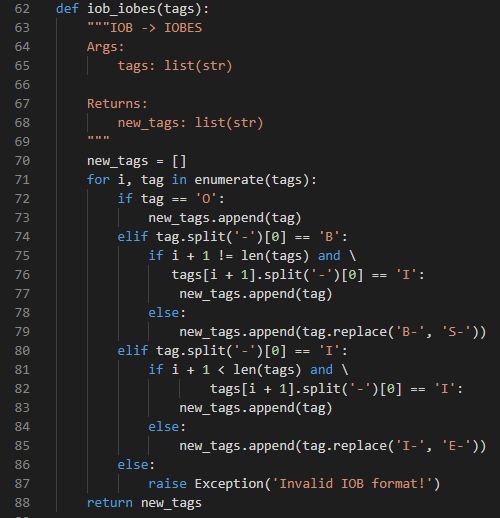 62 def iob_iobes(tags):
63     """IOB -> IOBES
64     Args:
65         tags: list(str)
66
67     Returns:
68         new_tags: list(str)
69     """
70     new_tags = []
71     for i, tag in enumerate(tags):
72         if tag == 'O':
73             new_tags.append(tag)
74         elif tag.split('-')[0] == 'B':
75             if i + 1 != len(tags) and \
76                tags[i + 1].split('-')[0] == 'I':
77                 new_tags.append(tag)
78             else:
79                 new_tags.append(tag.replace('B-', 'S-'))
80         elif tag.split('-')[0] == 'I':
81             if i + 1 < len(tags) and \
82                     tags[i + 1].split('-')[0] == 'I':
83                 new_tags.append(tag)
84             else:
85                 new_tags.append(tag.replace('I-', 'E-'))
86         else:
87             raise Exception('Invalid IOB format!')
88     return new_tags